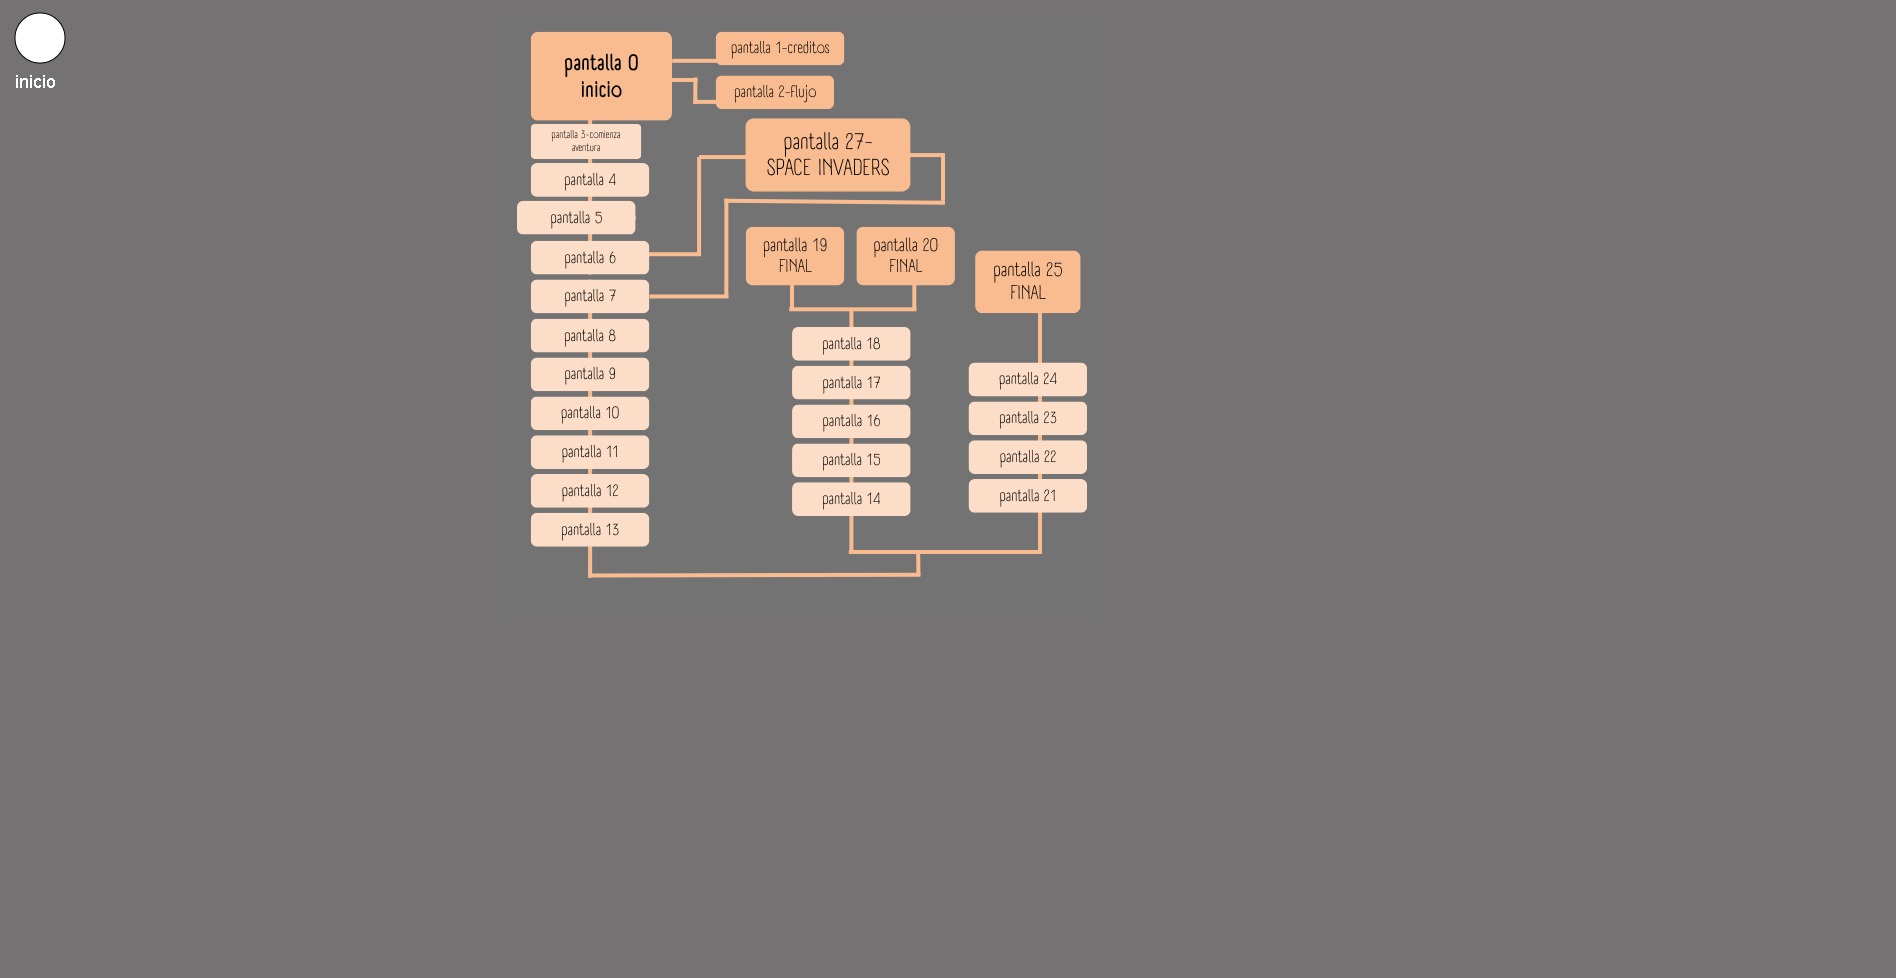 inicio
pantalla 0
inicio
pantalla 1-creditos
pantalla 2-flujo
pantalla 3-comienza
aventura
pantalla 4
pantalla 5
pantalla 6
pantalla 7
pantalla 8
pantalla 9
pantalla 10
pantalla 11
pantalla 12
pantalla 13
pantalla 27-
SPACE INVADERS
pantalla 19
FINAL
pantalla 20
FINAL
pantalla 18
pantalla 17
pantalla 16
pantalla 15
pantalla 14
pantalla 25
FINAL
pantalla 24
pantalla 23
pantalla 22
pantalla 21